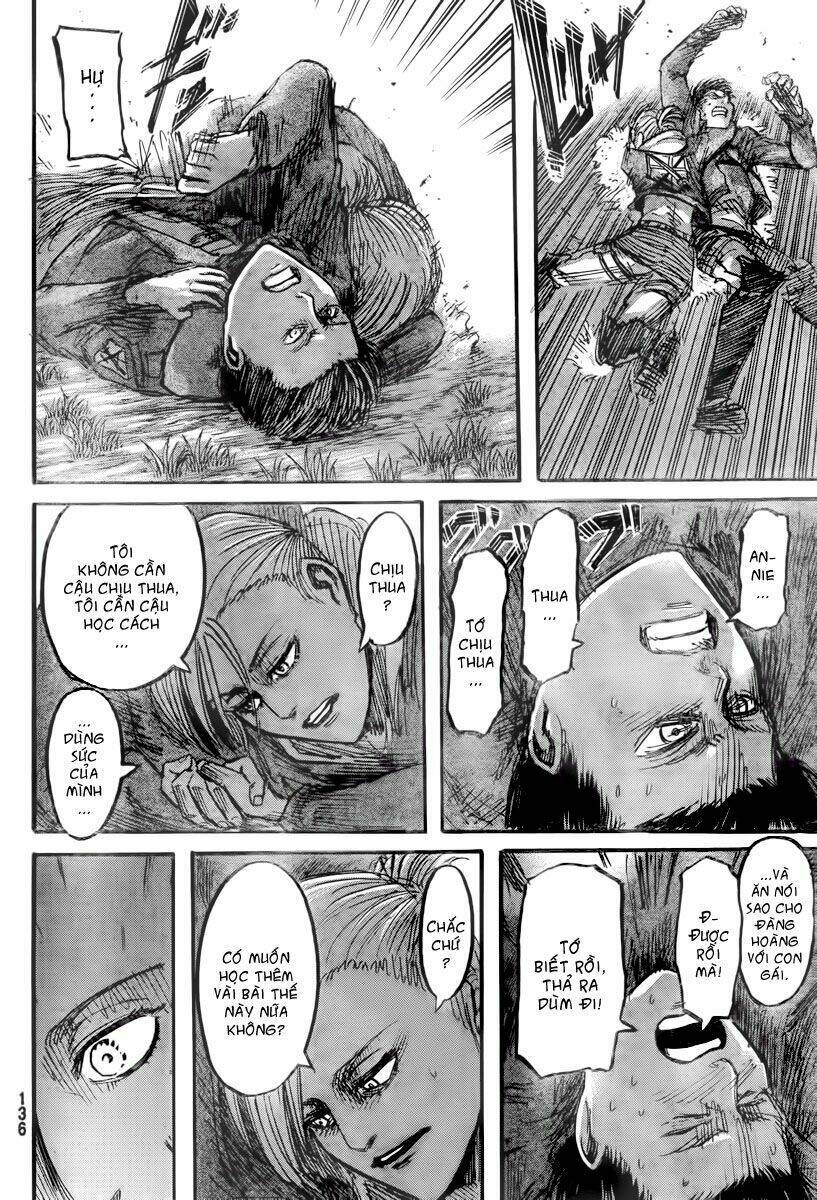 HỰ
...
AN-
NIE
...
THUA
...
TỚ
CHỊU
THUA
...
CHỊU
THUA
?
TÔI
KHÔNG CẦN
CẬU CHỊU THUA,
TÔI CẦN CẬU
HỌC CÁCH
...
...
DÙNG
SỨC
CỦA
MÌNH
...
...VÀ
ĂN NÓI
SAO CHO
ĐÀNG
HOÀNG
VỚI CON
GÁI.
Đ-
ĐƯỢC
RỒI
MÀ!
TỚ
BIẾT RỒI,
THẢ RA
DÙM ĐI!
CHẮC
CHỨ
?
CÓ MUỐN
HỌC THÊM
VÀI BÀI THẾ
NÀY NỮA
KHÔNG?
136